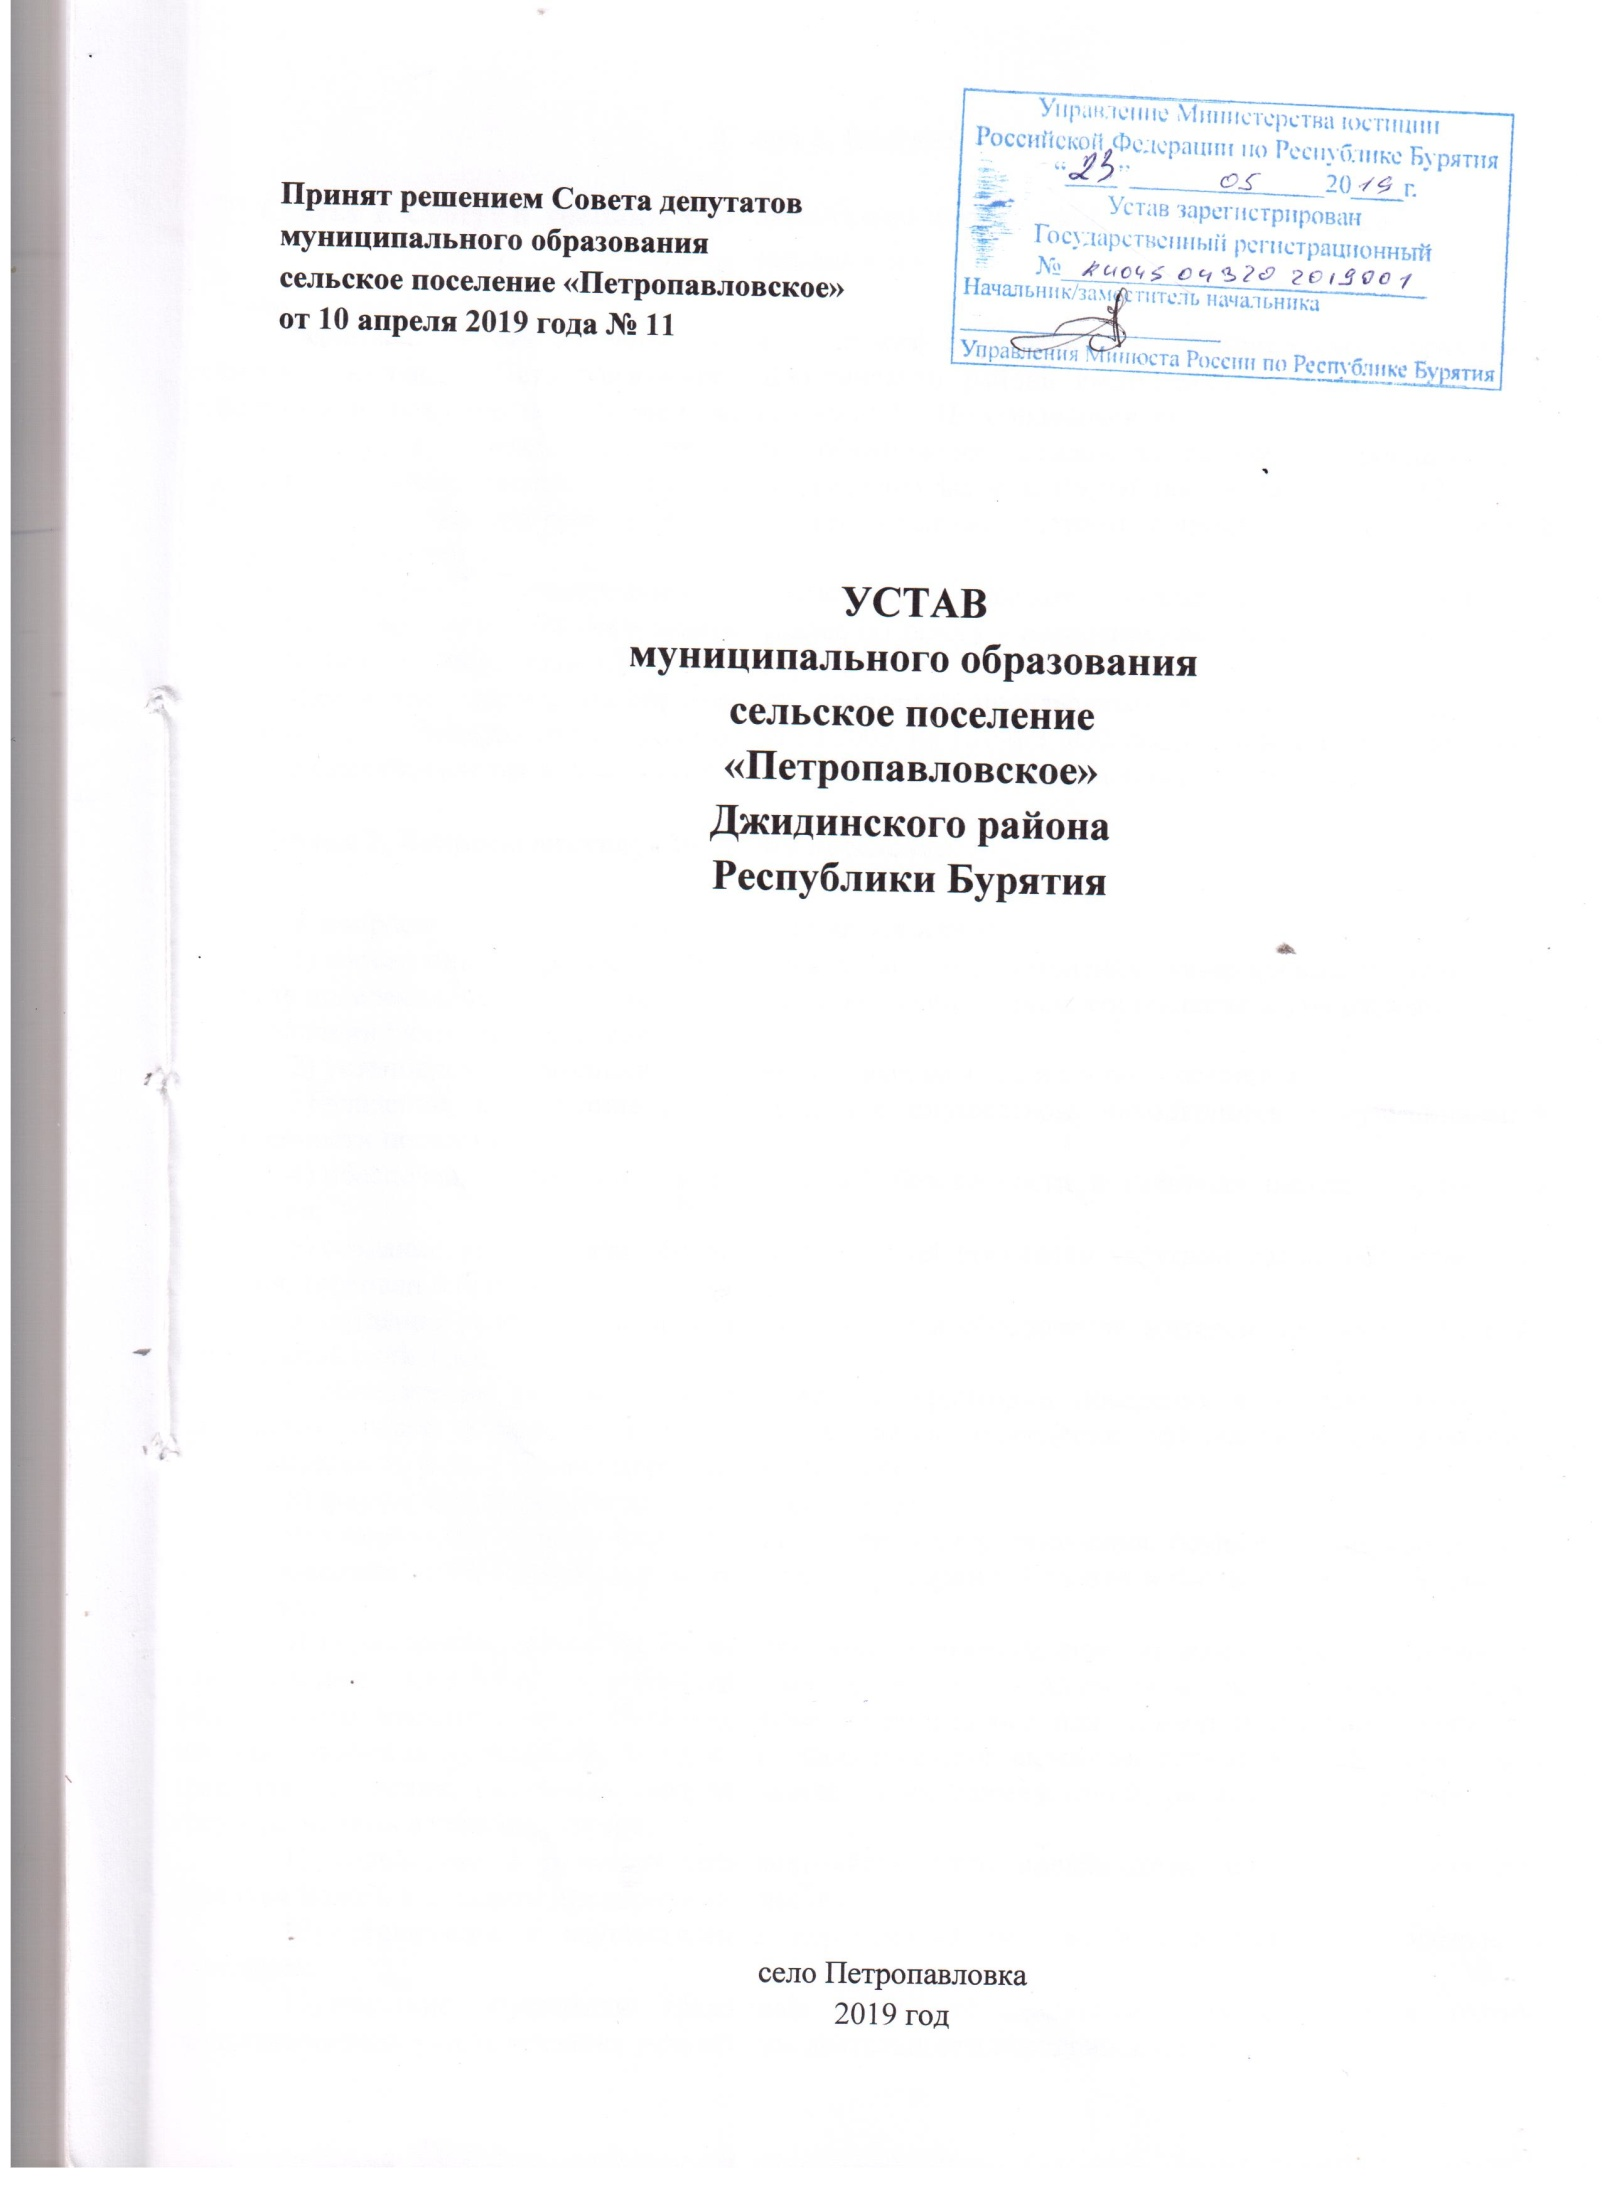 Принят решением Совета депутатов
муниципального образования
сельское поселение «Петропавловское»
от 10 апреля 2019 года № 11
Управление Министерства юстиции
Российской Федерации по Республике Бурятия
“23” 05 2019 г.
Устав зарегистрирован
Государственный регистрационный
№ RU045043202019001
Начальник/заместитель начальника
Управления Минюста России по Республике Бурятия
УСТАВ
муниципального образования
сельское поселение
«Петропавловское»
Джидинского района
Республики Бурятия
село Петропавловка
2019 год